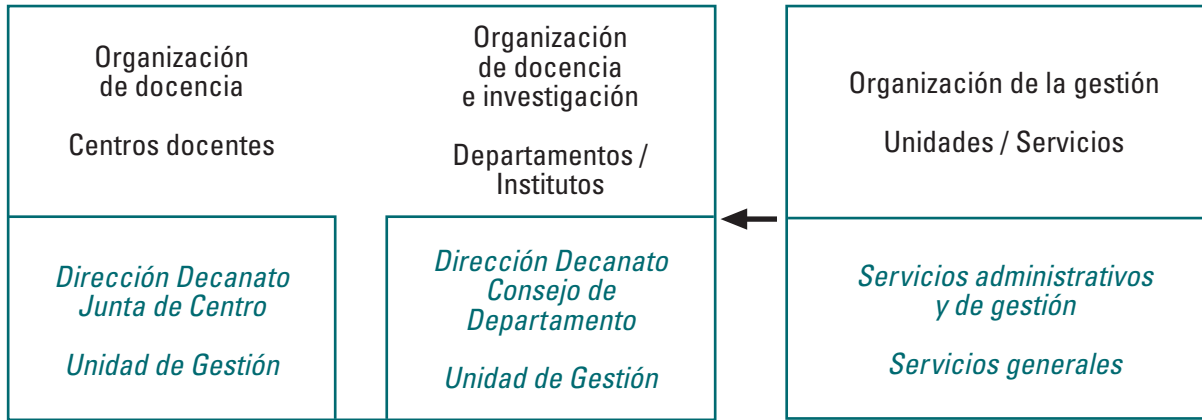 Organización
de docencia
Centros docentes
Organización
de docencia
e investigación
Departamentos /
Institutos
Organización de la gestión
Unidades / Servicios
Dirección Decanato
Junta de Centro
Unidad de Gestión
Dirección Decanato
Consejo de
Departamento
Unidad de Gestión
Servicios administrativos
y de gestión
Servicios generales